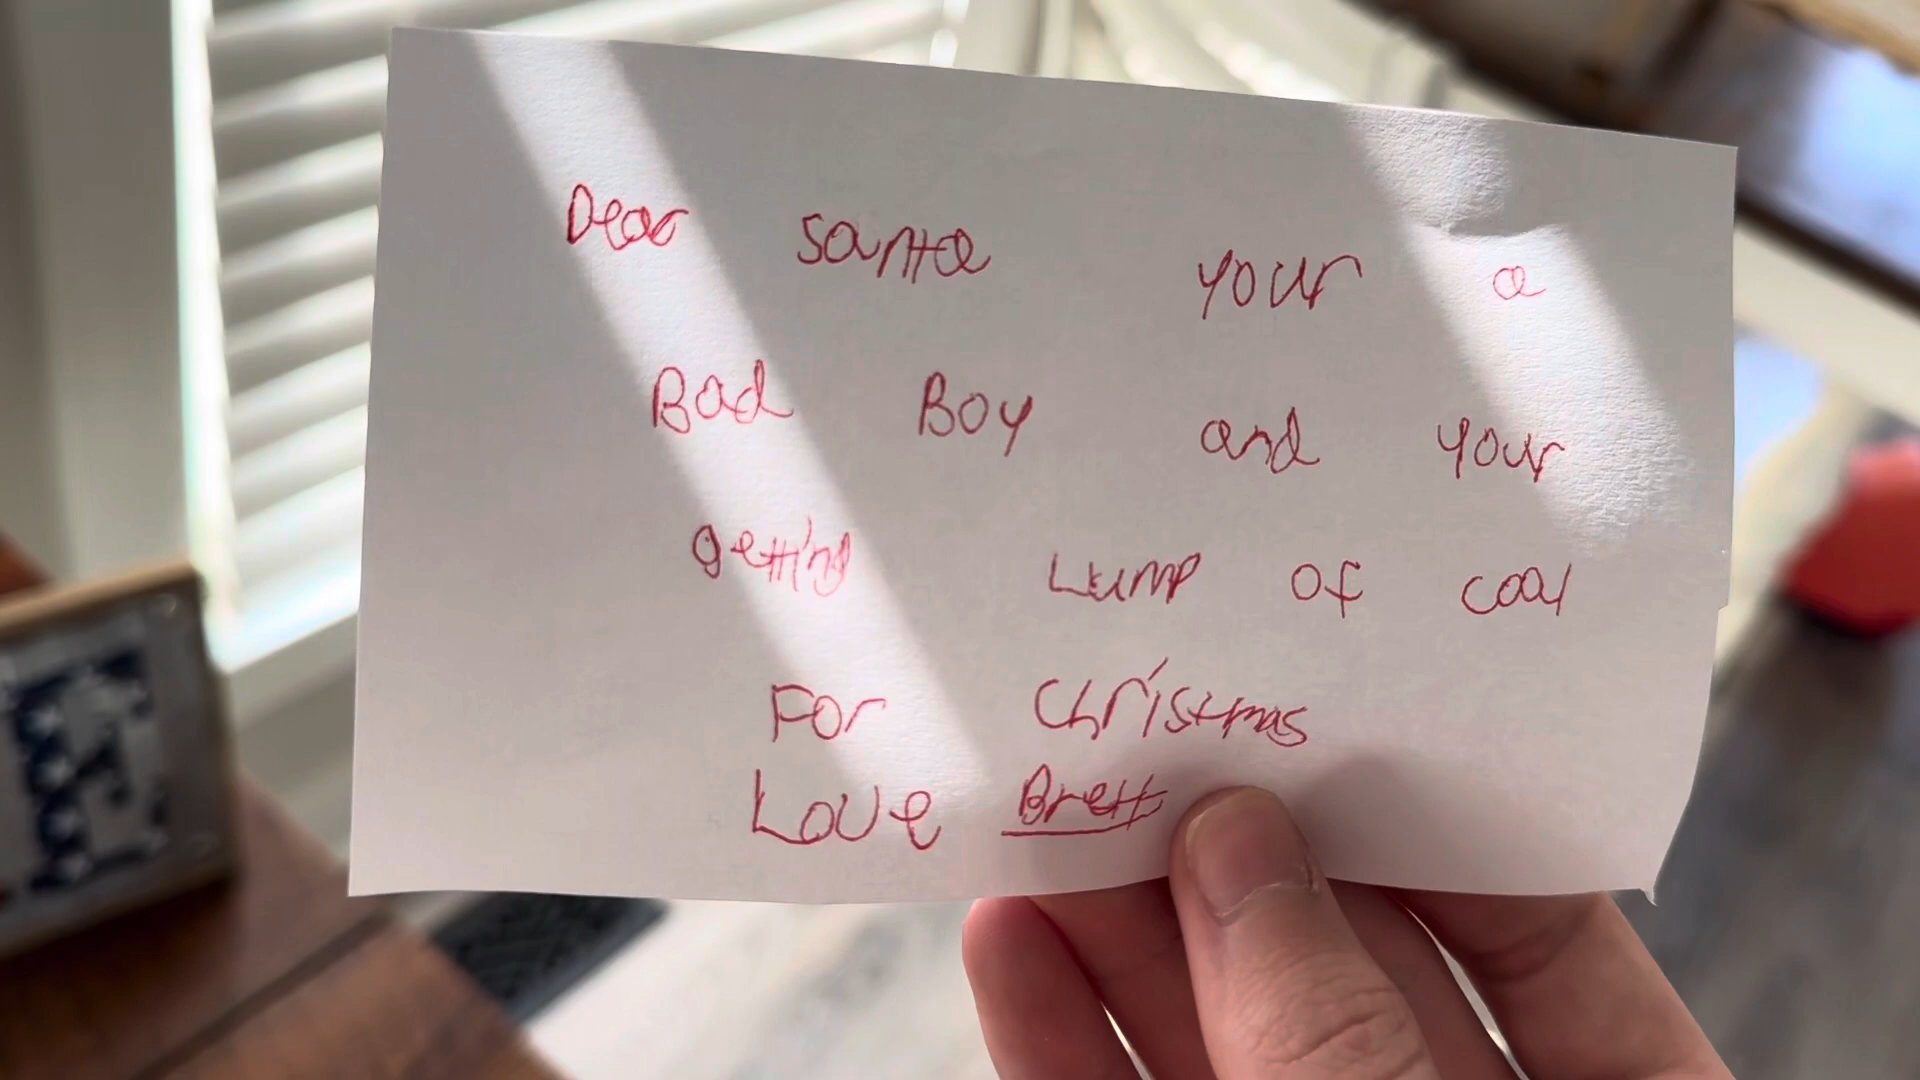 Dear santa your a
Bad Boy and your
getting Lump of coal
For Christmas
Love Brett